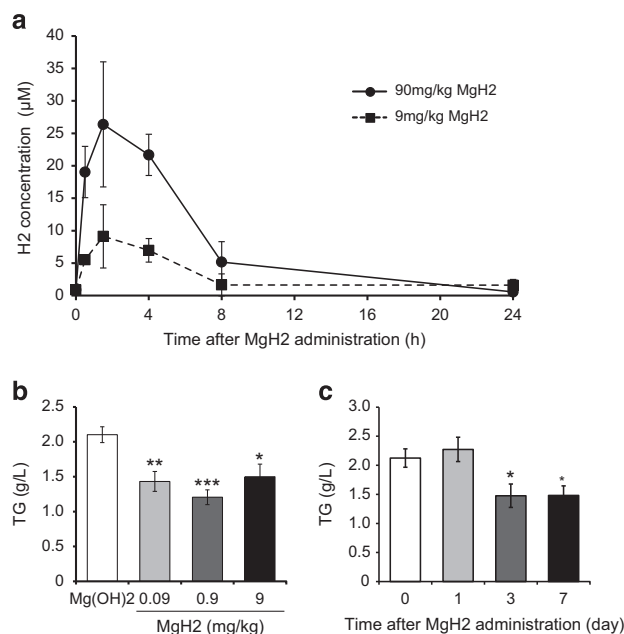 a
40
35
30
25
20
15
10
5
0
H2 concentration (µM)
90mg/kg MgH2
9mg/kg MgH2
0 4 8 12 16 20 24
Time after MgH2 administration (h)
b
2.5
2.0
1.5
1.0
0.5
0
TG (g/L)
** *** *
Mg(OH)2 0.09 0.9 9
MgH2 (mg/kg)
c
3.0
2.5
2.0
1.5
1.0
0.5
0
TG (g/L)
* *
0 1 3 7
Time after MgH2 administration (day)